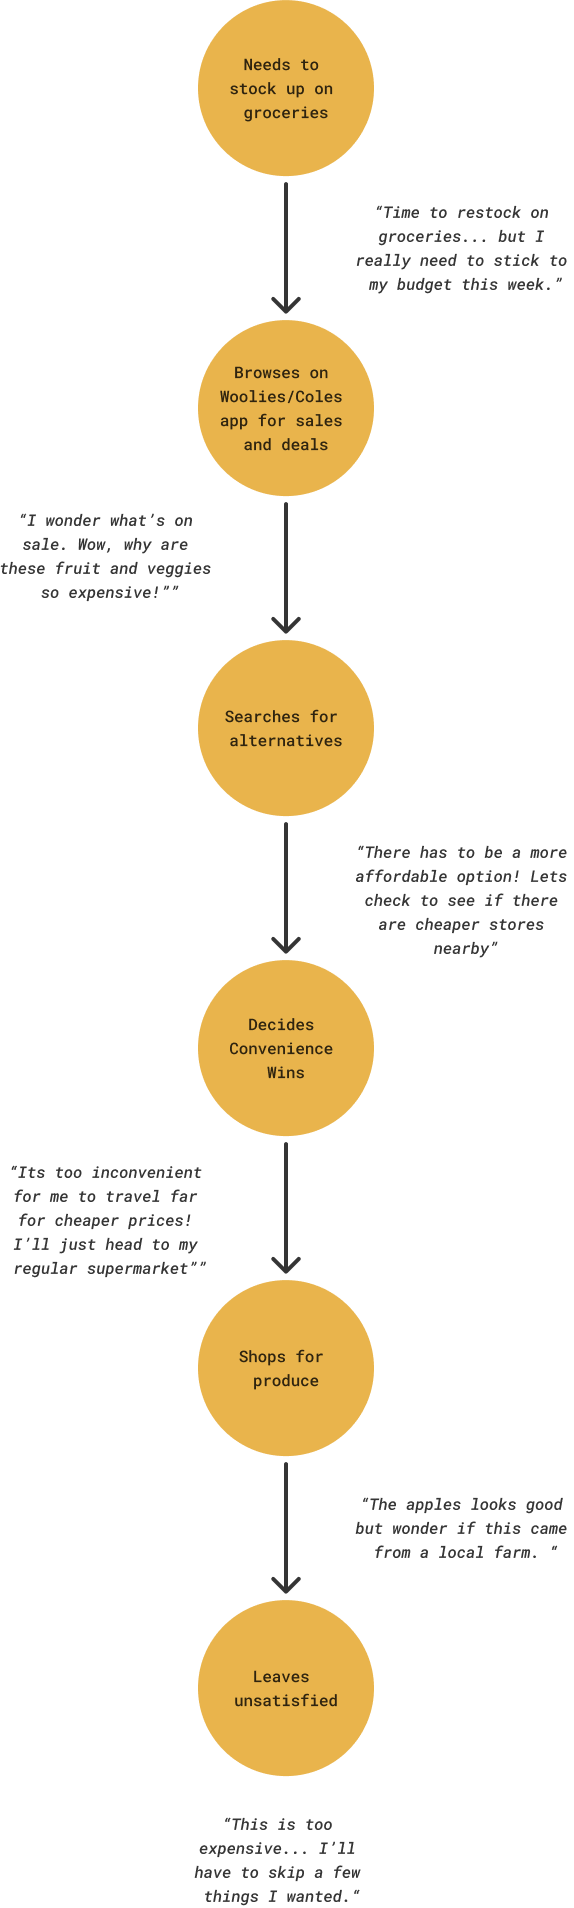 Needs to
stock up on
groceries
“Time to restock on
groceries... but I
really need to stick to
my budget this week.”
Browses on
Woolies/Coles
app for sales
and deals
“I wonder what’s on
sale. Wow, why are
these fruit and veggies
so expensive!””
Searches for
alternatives
“There has to be a more
affordable option! Lets
check to see if there
are cheaper stores
nearby”
Decides
Convenience
Wins
“Its too inconvenient
for me to travel far
for cheaper prices!
I’ll just head to my
regular supermarket””
Shops for
produce
“The apples looks good
but wonder if this came
from a local farm. “
Leaves
unsatisfied
“This is too
expensive... I’ll
have to skip a few
things I wanted.“